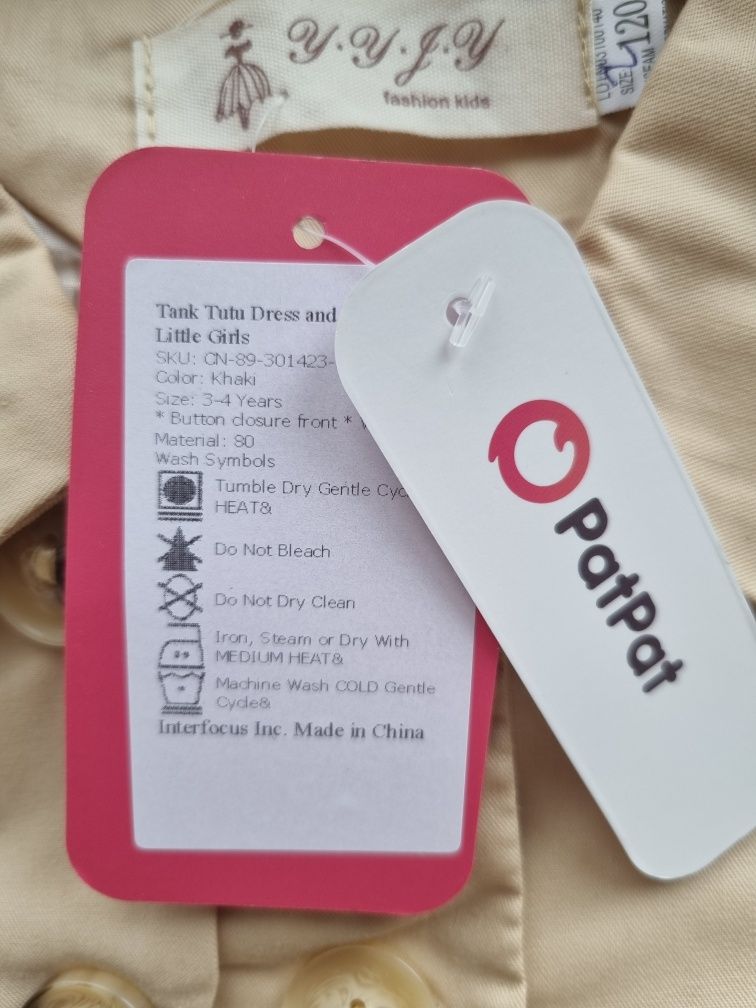 Y.Y.J.Y
fashion kids
SIZE: 120
Tank Tutu Dress and
Little Girls
SKU: CN-89-301423-
Color: Khaki
Size: 3-4 Years
* Button closure front *
Material: 80
Wash Symbols
Tumble Dry Gentle Cyc
HEAT&
Do Not Bleach
Do Not Dry Clean
Iron, Steam or Dry With
MEDIUM HEAT&
Machine Wash COLD Gentle
Cycle&
Interfocus Inc. Made in China
PatPat